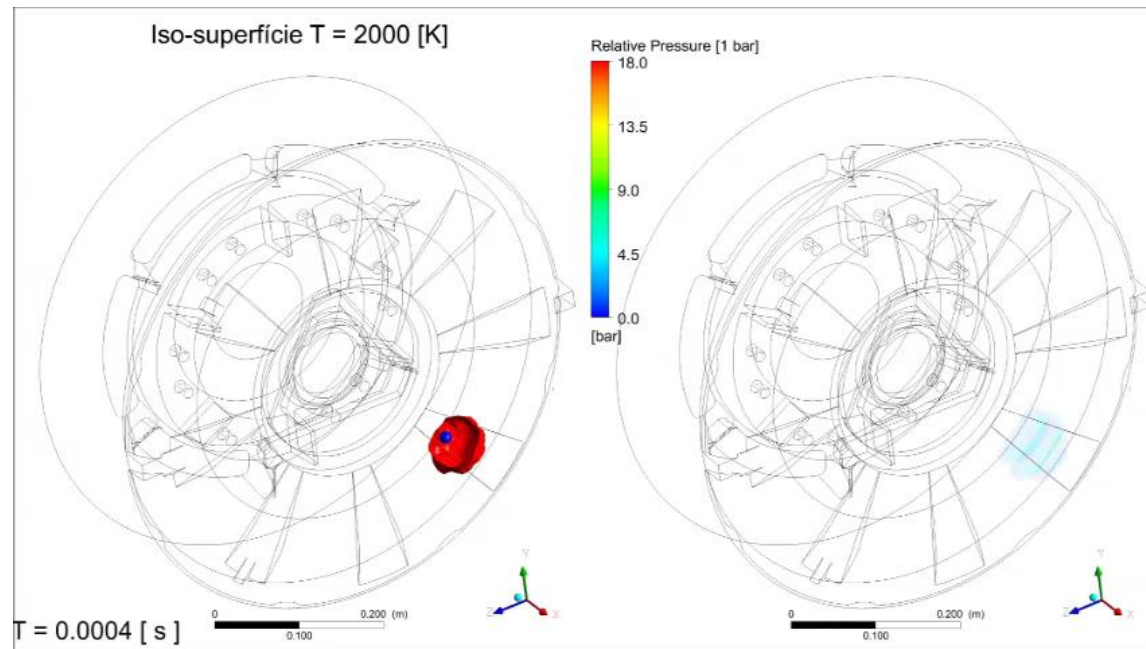 Iso-superfície T = 2000 [K]
Relative Pressure [1 bar]
18.0
13.5
9.0
4.5
0.0
[bar]
Y
Z
X
0
0.200 (m)
0.100
Y
Z
X
0
0.200 (m)
0.100
T = 0.0004 [ s ]